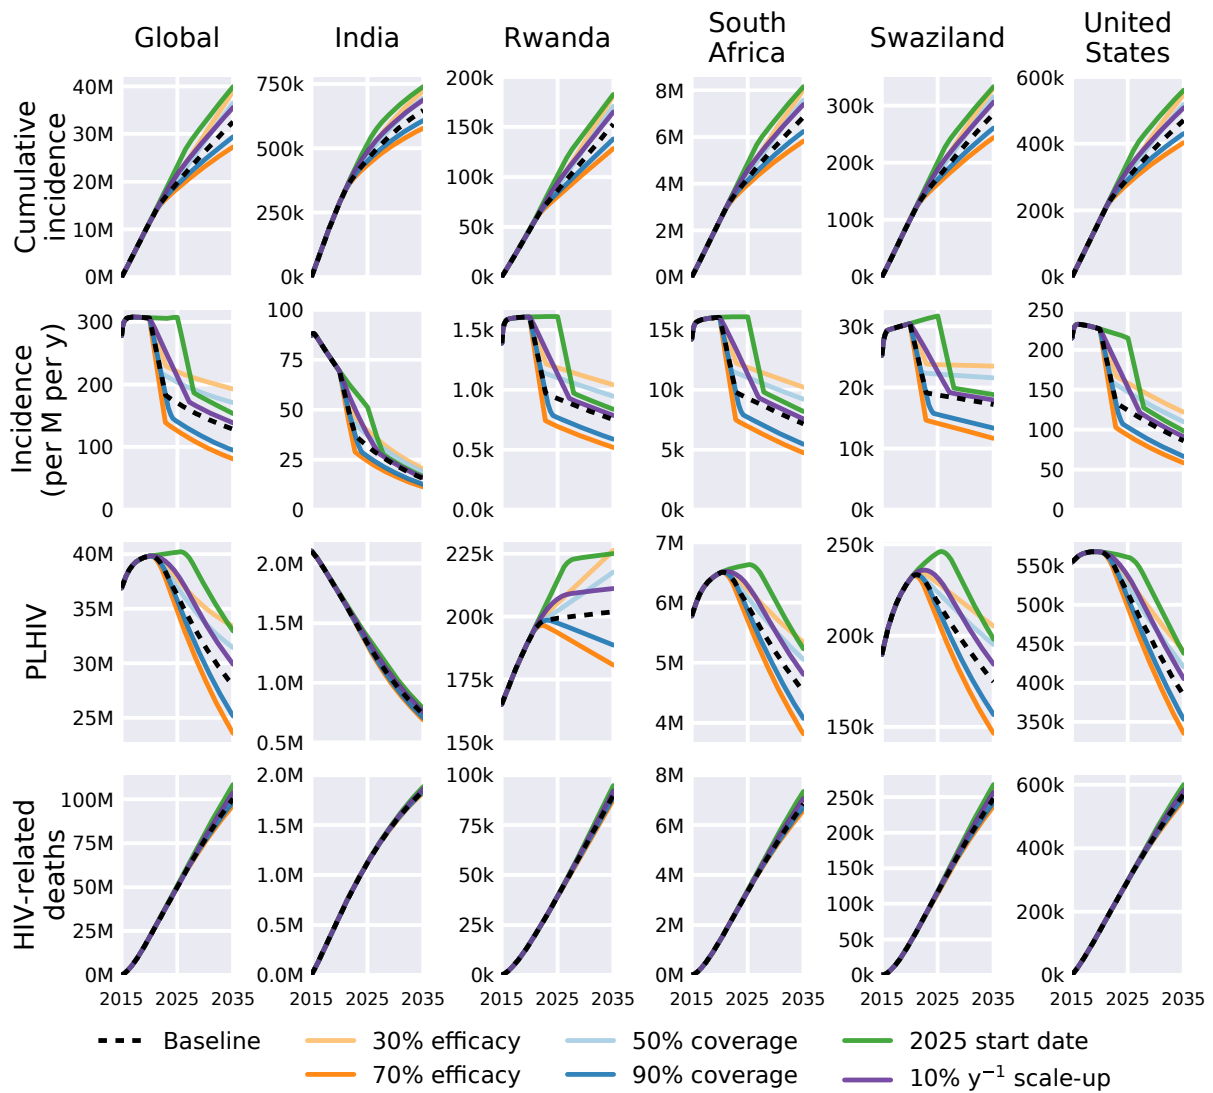 Global India Rwanda South Africa Swaziland United States
Cumulative incidence
40M 30M 20M 10M 0M
750k 500k 250k 0k
200k 150k 100k 50k 0k
8M 6M 4M 2M 0M
300k 200k 100k 0k
600k 400k 200k 0k
Incidence (per M per y)
300 200 100 0
100 75 50 25 0
1.5k 1.0k 0.5k 0.0k
15k 10k 5k 0k
30k 20k 10k 0k
250 200 150 100 50 0
PLHIV
40M 35M 30M 25M
2.0M 1.5M 1.0M 0.5M
225k 200k 175k 150k
7M 6M 5M 4M
250k 200k 150k
550k 500k 450k 400k 350k
HIV-related deaths
100M 75M 50M 25M 0M
2.0M 1.5M 1.0M 0.5M 0.0M
100k 75k 50k 25k 0k
8M 6M 4M 2M 0M
250k 200k 150k 100k 50k 0k
600k 400k 200k 0k
2015 2025 2035 2015 2025 2035 2015 2025 2035 2015 2025 2035 2015 2025 2035 2015 2025 2035
Baseline 30% efficacy 50% coverage 2025 start date
70% efficacy 90% coverage 10% y⁻¹ scale-up